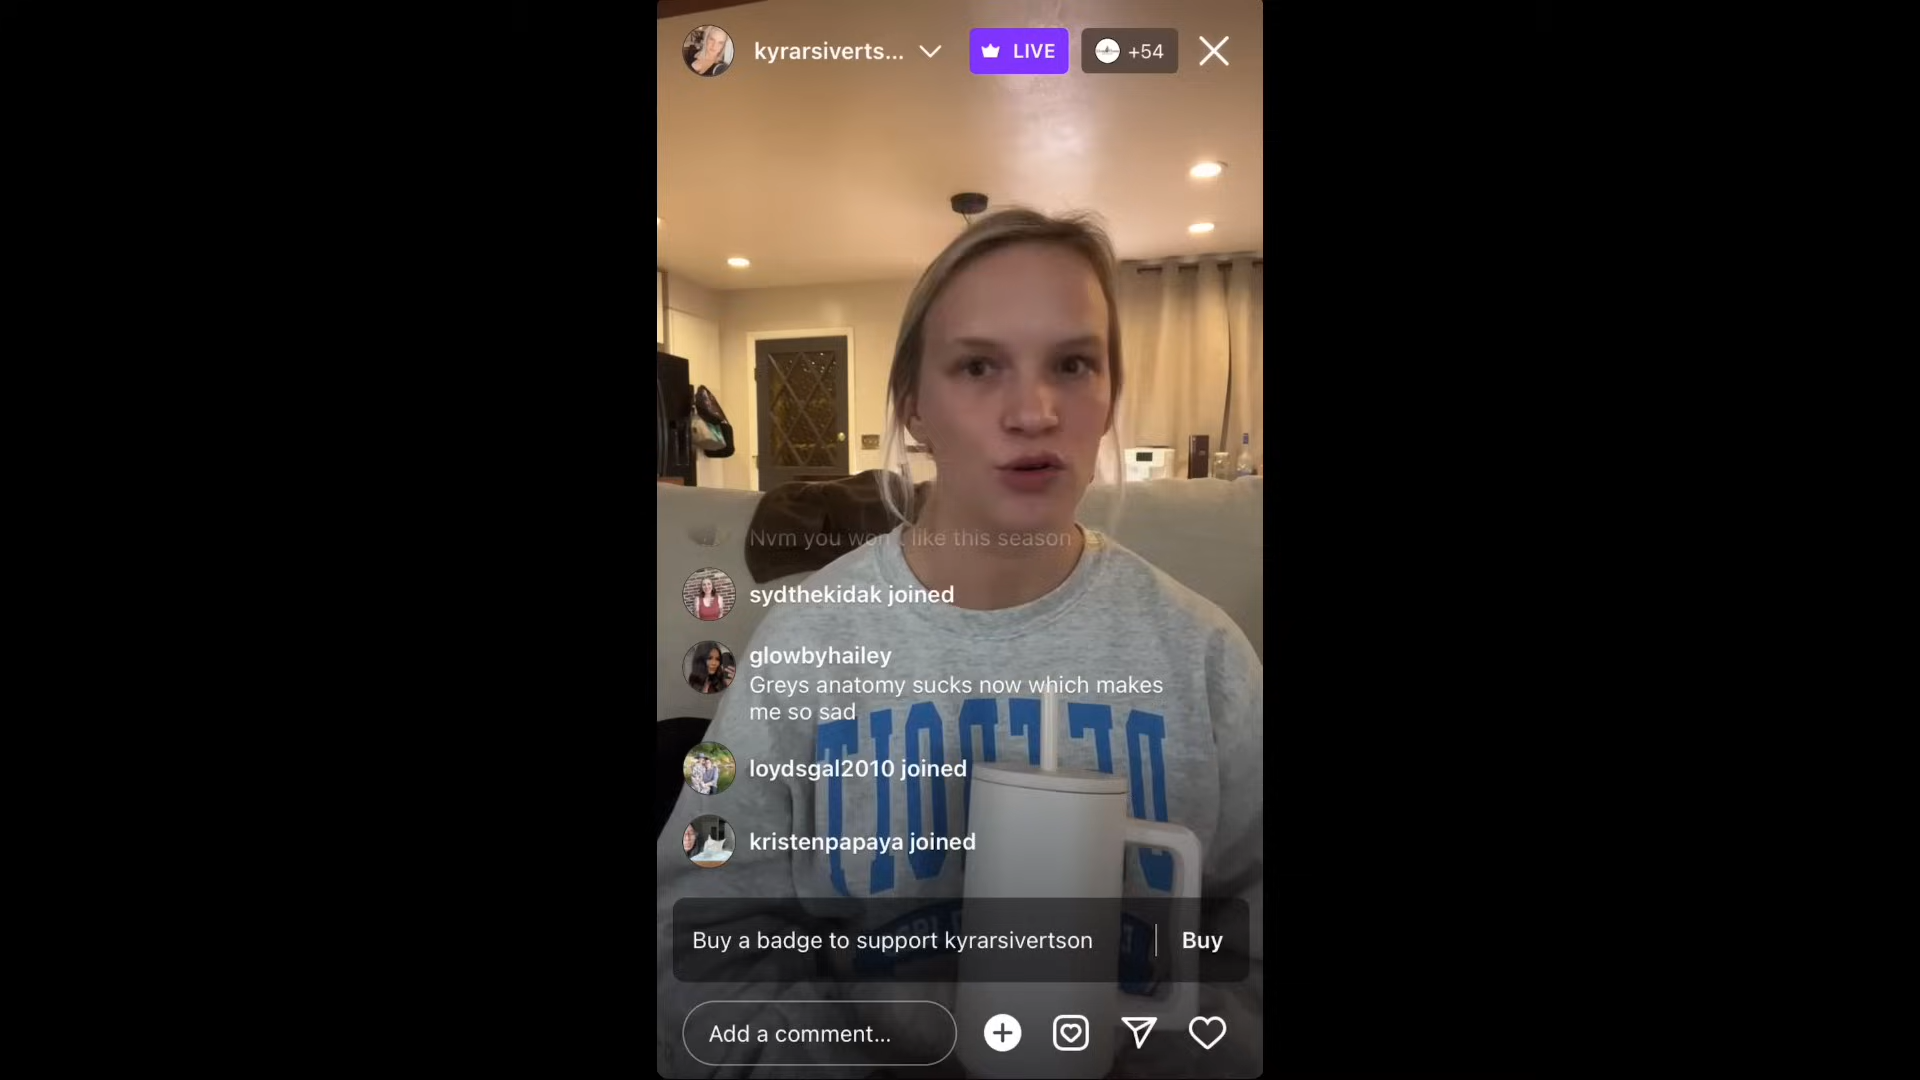 kyrarsiverts...
LIVE
+54
Nvm you won like this season
sydthekidak joined
glowbyhailey
Greys anatomy sucks now which makes
me so sad
DETROIT
loydsgal2010 joined
kristenpapaya joined
Buy a badge to support kyrarsivertson
Buy
Add a comment...